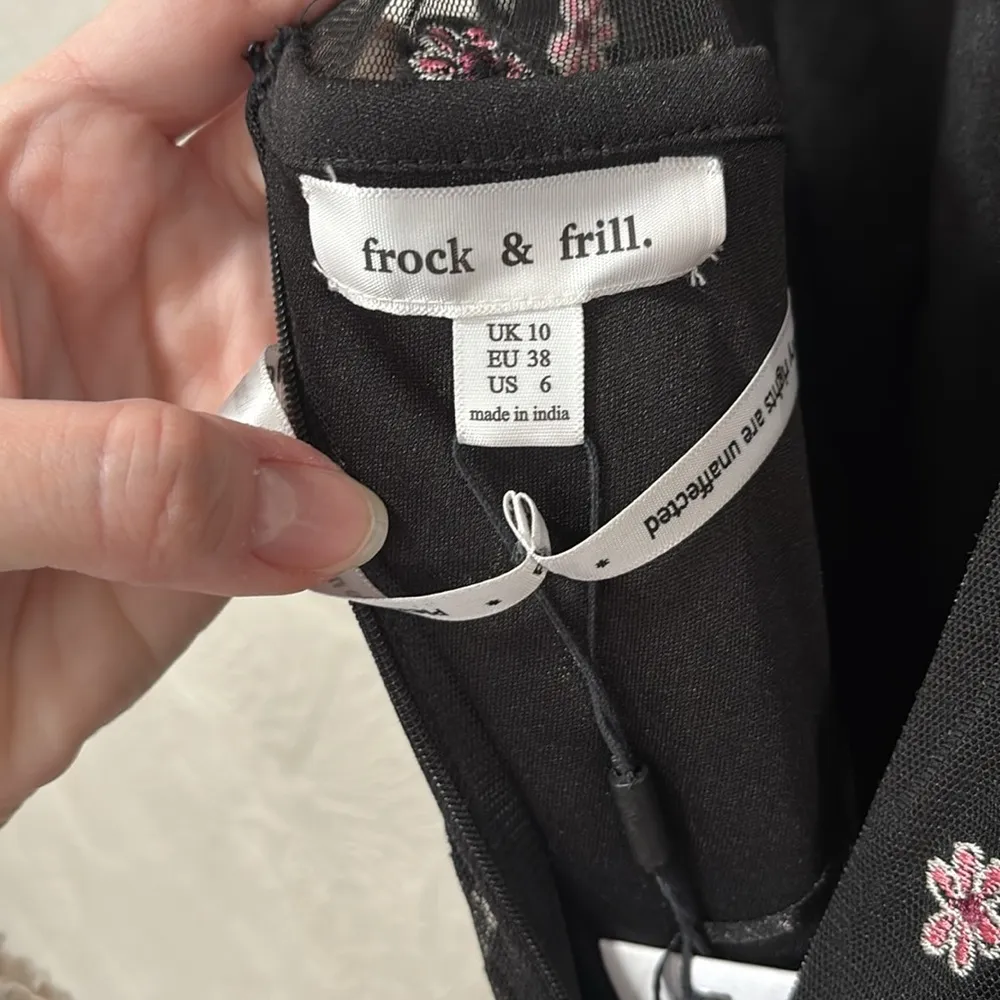 frock & frill.
UK 10
EU 38
US 6
made in india
rights are unaffected
* *